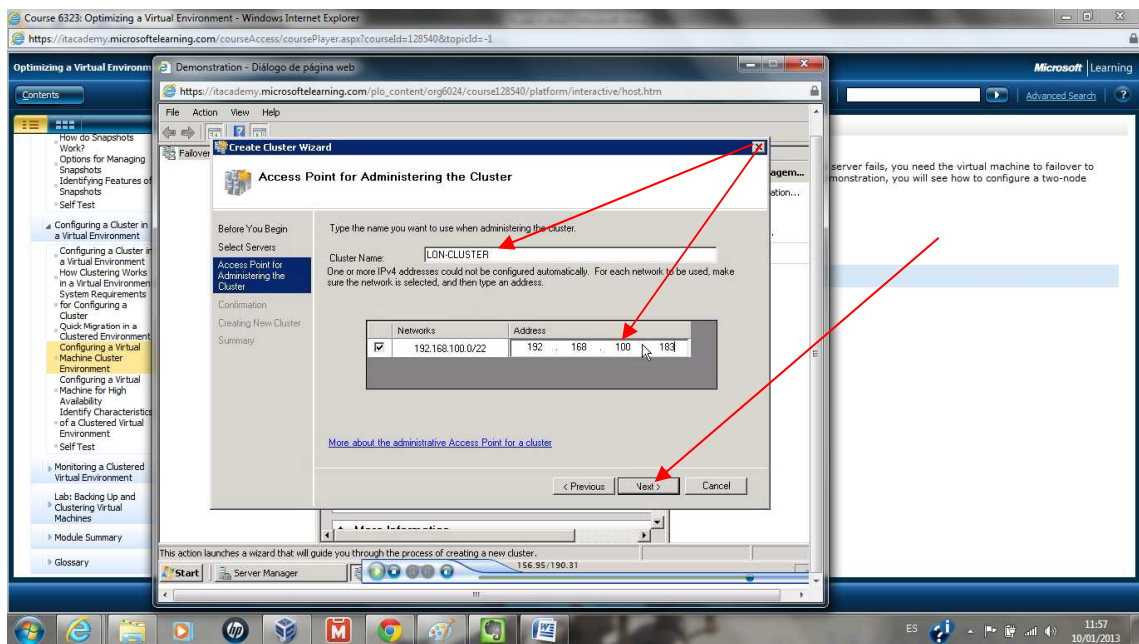 Course 6323: Optimizing a Virtual Environment - Windows Internet Explorer
https://itacademy.microsoftelearning.com/courseAccess/coursePlayer.aspx?courseId=128540&topicId=-1
Optimizing a Virtual Environm
Microsoft | Learning
Contents
Advanced Search
?
How do Snapshots
Work?
Options for Managing
Snapshots
Identifying Features of
Snapshots
Self Test
Configuring a Cluster in
a Virtual Environment
Configuring a Cluster in
a Virtual Environment
How Clustering Works
in a Virtual Environmen
System Requirements
for Configuring a
Cluster
Quick Migration in a
Clustered Environment
Configuring a Virtual
Machine Cluster
Environment
Configuring a Virtual
Machine for High
Availability
Identify Characteristics
of a Clustered Virtual
Environment
Self Test
Monitoring a Clustered
Virtual Environment
Lab: Backing Up and
Clustering Virtual
Machines
Module Summary
Glossary
Demonstration - Diálogo de página web
https://itacademy.microsoftelearning.com/plo_content/org6024/course128540/platform/interactive/host.htm
File Action View Help
Failover
Create Cluster Wizard
Access Point for Administering the Cluster
Before You Begin
Select Servers
Access Point for
Administering the
Cluster
Confirmation
Creating New Cluster
Summary
Type the name you want to use when administering the cluster.
Cluster Name: LON-CLUSTER
One or more IPv4 addresses could not be configured automatically. For each network to be used, make
sure the network is selected, and then type an address.
Networks Address
192.168.100.0/22 192 . 168 . 100 . 183
More about the administrative Access Point for a cluster
< Previous Next > Cancel
agem...
ation...
More Information
This action launches a wizard that will guide you through the process of creating a new cluster.
Start Server Manager
156.95/190.31
server fails, you need the virtual machine to failover to
monstration, you will see how to configure a two-node
ES
11:57
10/01/2013